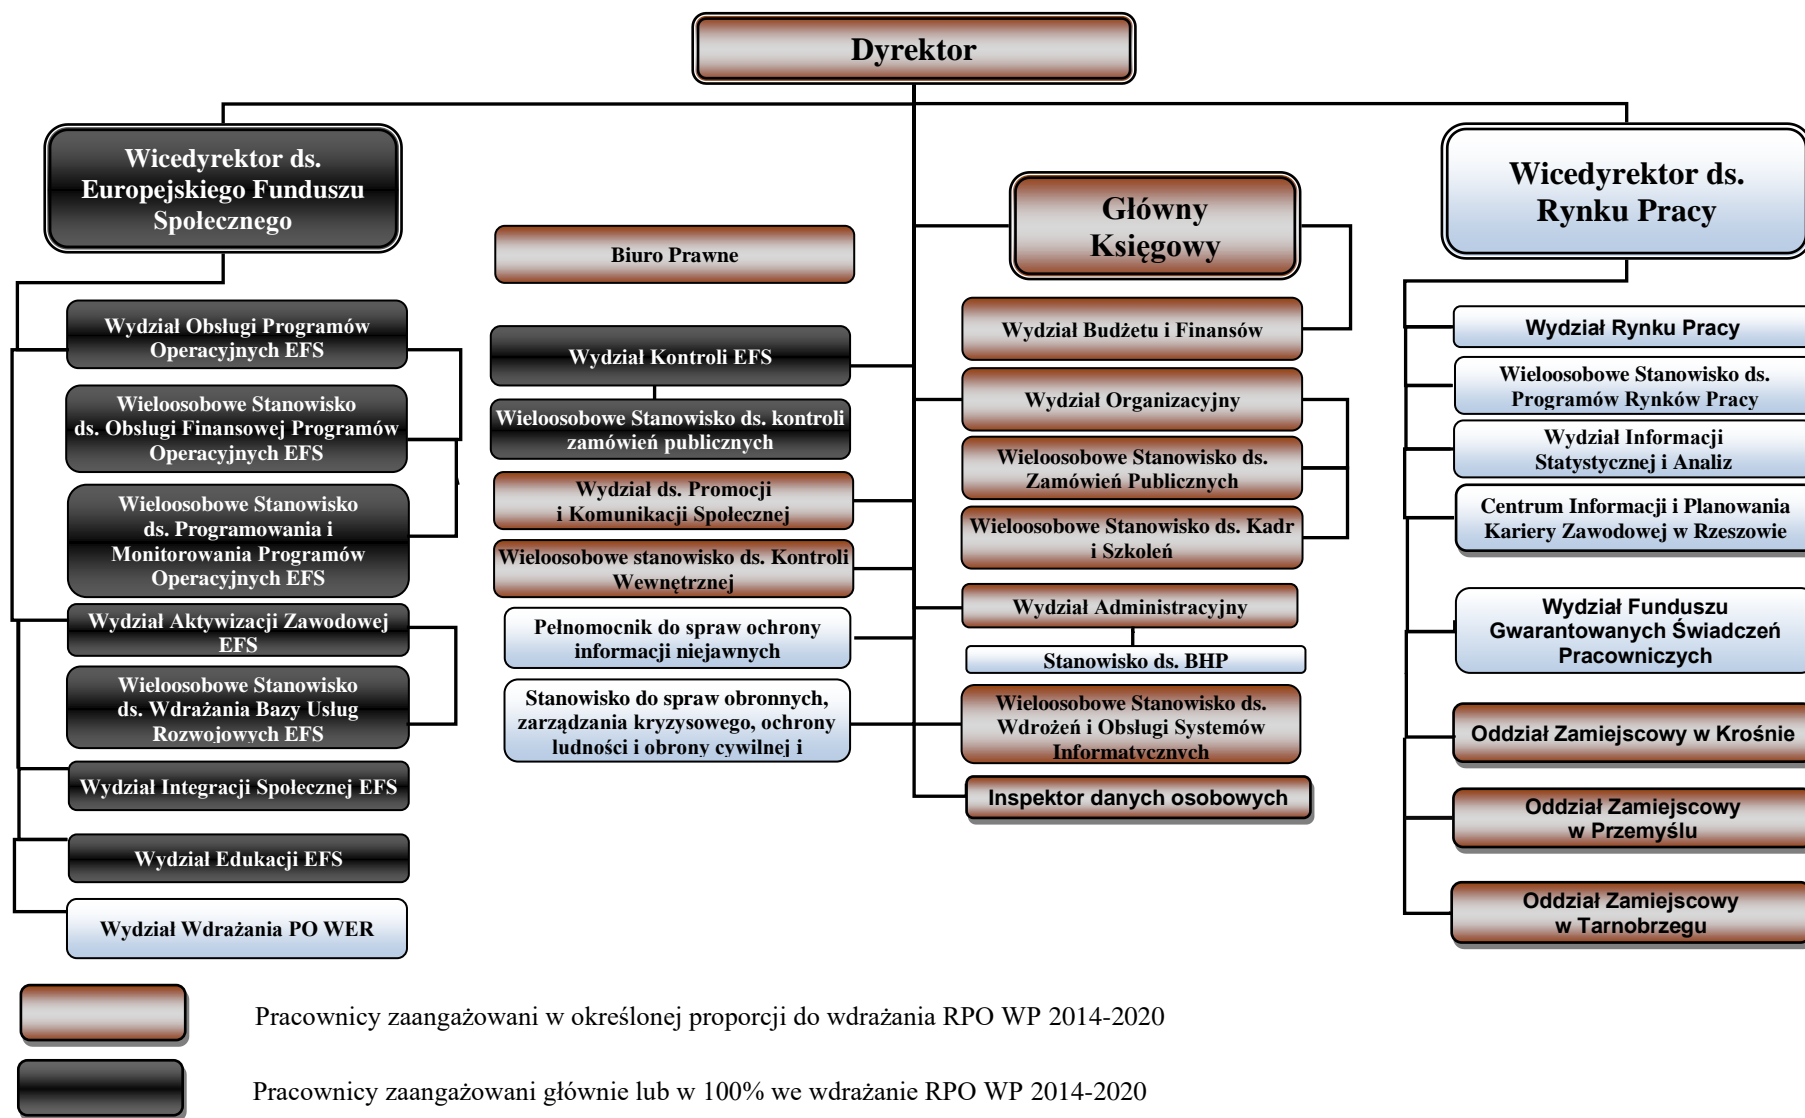 Dyrektor
Wicedyrektor ds.
Europejskiego Funduszu
Społecznego
Wydział Obsługi Programów
Operacyjnych EFS
Wieloosobowe Stanowisko
ds. Obsługi Finansowej Programów
Operacyjnych EFS
Wieloosobowe Stanowisko
ds. Programowania i
Monitorowania Programów
Operacyjnych EFS
Wydział Aktywizacji Zawodowej
EFS
Wieloosobowe Stanowisko
ds. Wdrażania Bazy Usług
Rozwojowych EFS
Wydział Integracji Społecznej EFS
Wydział Edukacji EFS
Wydział Wdrażania PO WER
Biuro Prawne
Wydział Kontroli EFS
Wieloosobowe Stanowisko ds. kontroli
zamówień publicznych
Wydział ds. Promocji
i Komunikacji Społecznej
Wieloosobowe stanowisko ds. Kontroli
Wewnętrznej
Pełnomocnik do spraw ochrony
informacji niejawnych
Stanowisko do spraw obronnych,
zarządzania kryzysowego, ochrony
ludności i obrony cywilnej i
Główny
Księgowy
Wydział Budżetu i Finansów
Wydział Organizacyjny
Wieloosobowe Stanowisko ds.
Zamówień Publicznych
Wieloosobowe Stanowisko ds. Kadr
i Szkoleń
Wydział Administracyjny
Stanowisko ds. BHP
Wieloosobowe Stanowisko ds.
Wdrożeń i Obsługi Systemów
Informatycznych
Inspektor danych osobowych
Wicedyrektor ds.
Rynku Pracy
Wydział Rynku Pracy
Wieloosobowe Stanowisko ds.
Programów Rynków Pracy
Wydział Informacji
Statystycznej i Analiz
Centrum Informacji i Planowania
Kariery Zawodowej w Rzeszowie
Wydział Funduszu
Gwarantowanych Świadczeń
Pracowniczych
Oddział Zamiejscowy w Krośnie
Oddział Zamiejscowy
w Przemyślu
Oddział Zamiejscowy
w Tarnobrzegu
Pracownicy zaangażowani w określonej proporcji do wdrażania RPO WP 2014-2020
Pracownicy zaangażowani głównie lub w 100% we wdrażanie RPO WP 2014-2020